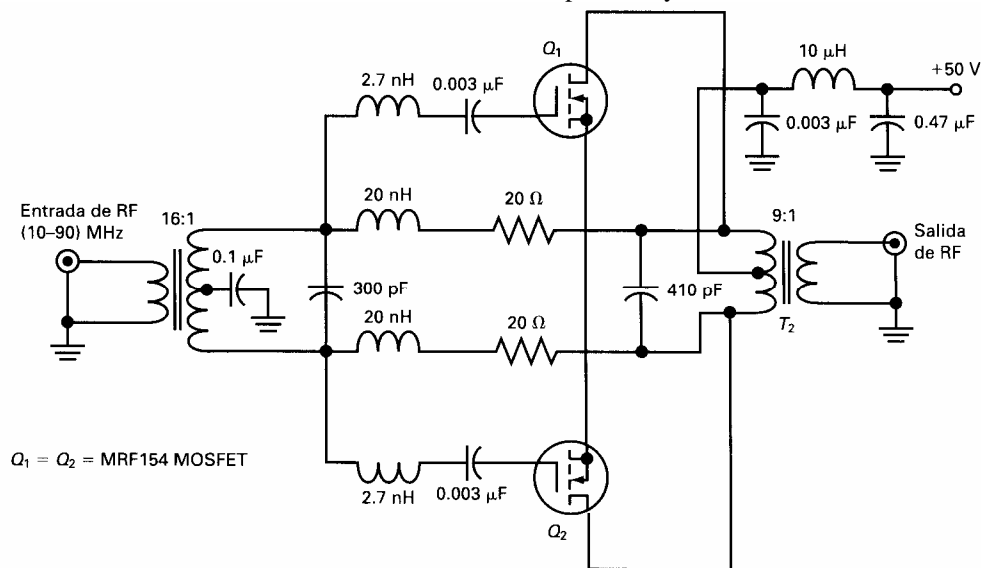 Q₁
10 μH
+50 V
2.7 nH
0.003 μF
0.003 μF
0.47 μF
20 nH
20 Ω
Entrada de RF
(10–90) MHz
16:1
9:1
Salida
de RF
0.1 μF
300 pF
410 pF
20 nH
20 Ω
T₂
Q₁ = Q₂ = MRF154 MOSFET
2.7 nH
0.003 μF
Q₂